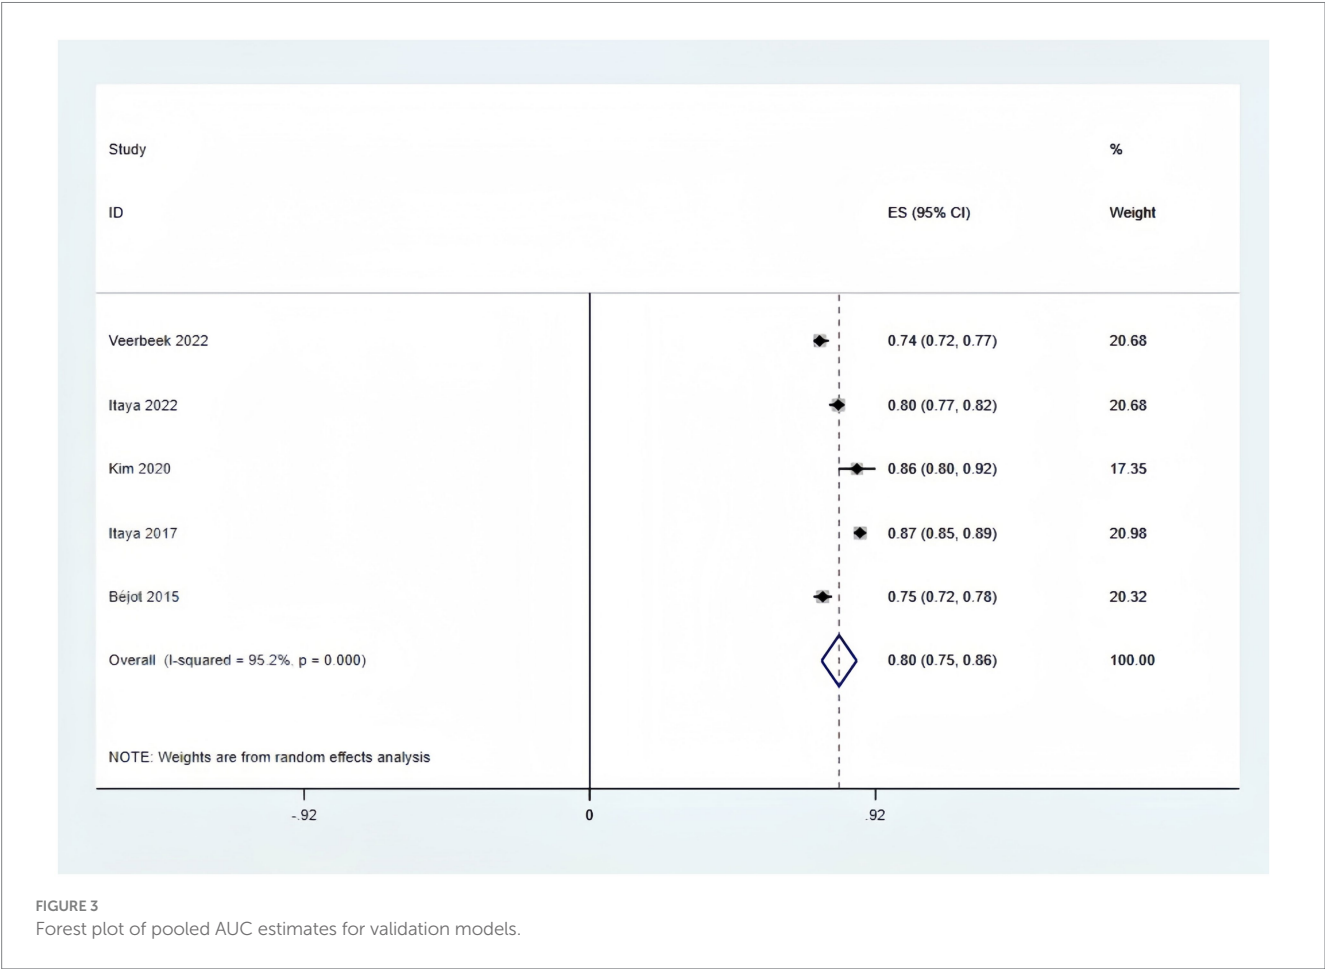 Study %
ID ES (95% CI) Weight
Veerbeek 2022 0.74 (0.72, 0.77) 20.68
Itaya 2022 0.80 (0.77, 0.82) 20.68
Kim 2020 0.86 (0.80, 0.92) 17.35
Itaya 2017 0.87 (0.85, 0.89) 20.98
Béjot 2015 0.75 (0.72, 0.78) 20.32
Overall (I-squared = 95.2%, p = 0.000) 0.80 (0.75, 0.86) 100.00
NOTE: Weights are from random effects analysis
-.92 0 .92
FIGURE 3
Forest plot of pooled AUC estimates for validation models.